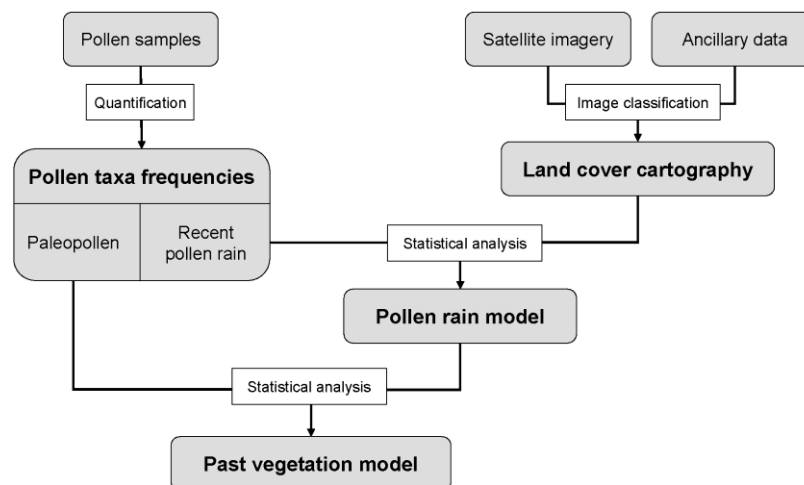 Pollen samples
Satellite imagery
Ancillary data
Quantification
Image classification
Pollen taxa frequencies
Land cover cartography
Paleopollen
Recent
pollen rain
Statistical analysis
Pollen rain model
Statistical analysis
Past vegetation model